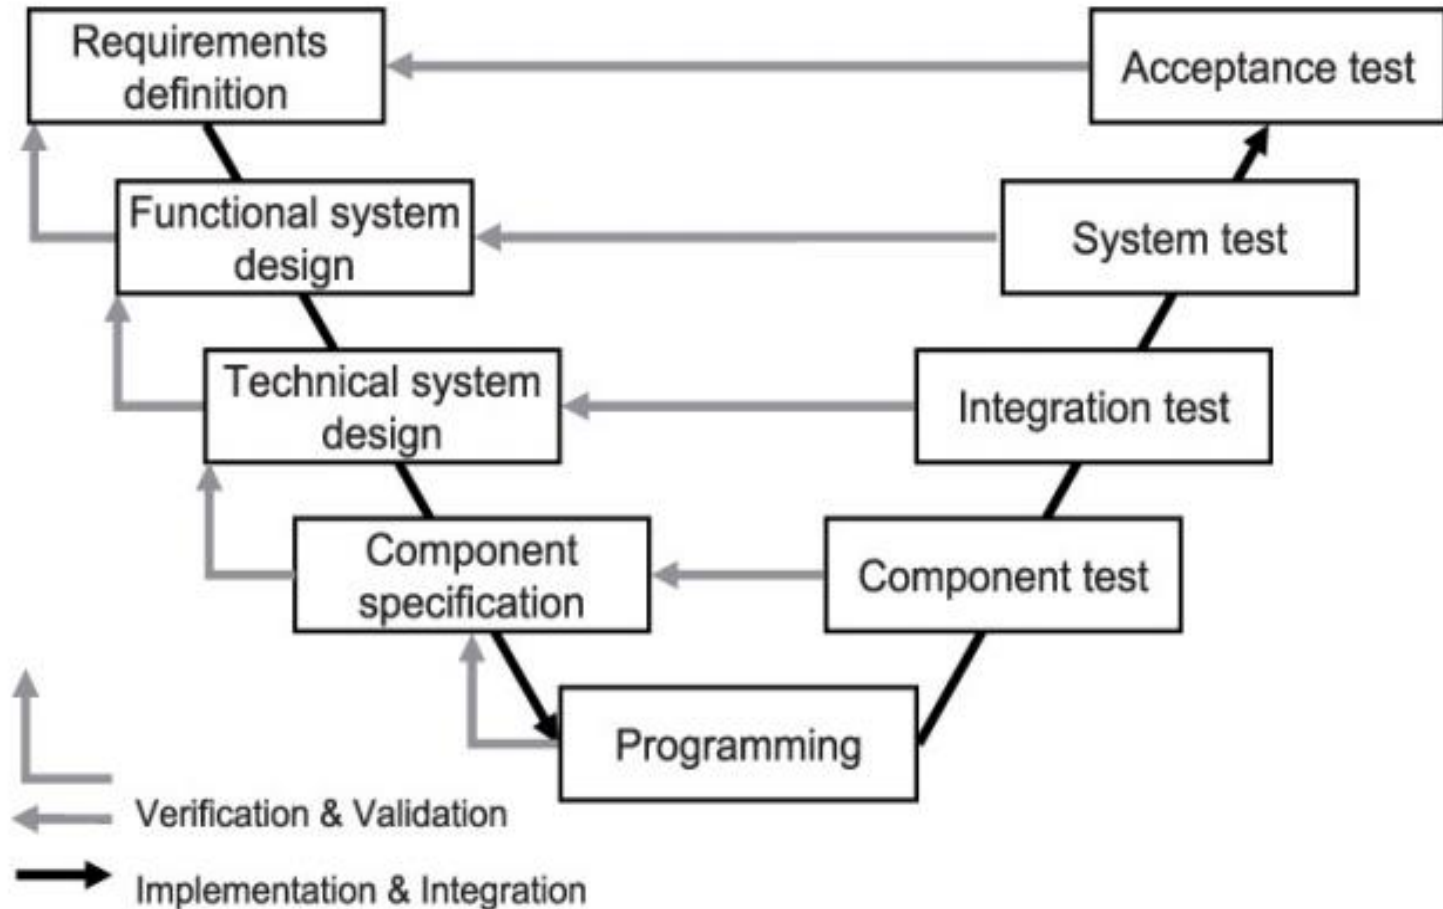 Requirements
definition
Acceptance test
Functional system
design
System test
Technical system
design
Integration test
Component
specification
Component test
Programming
Verification & Validation
Implementation & Integration